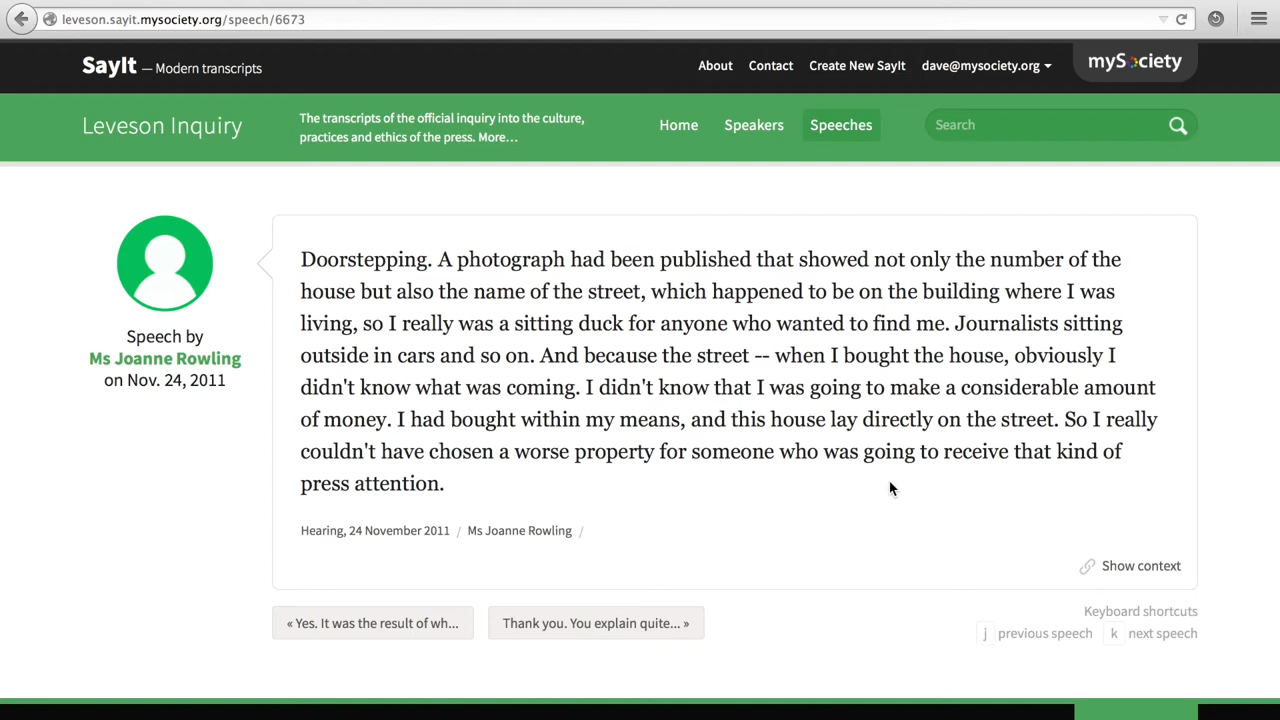 leveson.sayit.mysociety.org/speech/6673
SayIt — Modern transcripts
About Contact Create New SayIt dave@mysociety.org
mySociety
Leveson Inquiry
The transcripts of the official inquiry into the culture,
practices and ethics of the press. More...
Home Speakers Speeches
Search
Speech by
Ms Joanne Rowling
on Nov. 24, 2011
Doorstepping. A photograph had been published that showed not only the number of the
house but also the name of the street, which happened to be on the building where I was
living, so I really was a sitting duck for anyone who wanted to find me. Journalists sitting
outside in cars and so on. And because the street -- when I bought the house, obviously I
didn't know what was coming. I didn't know that I was going to make a considerable amount
of money. I had bought within my means, and this house lay directly on the street. So I really
couldn't have chosen a worse property for someone who was going to receive that kind of
press attention.
Hearing, 24 November 2011 / Ms Joanne Rowling /
Show context
« Yes. It was the result of wh... Thank you. You explain quite... »
Keyboard shortcuts
j previous speech k next speech